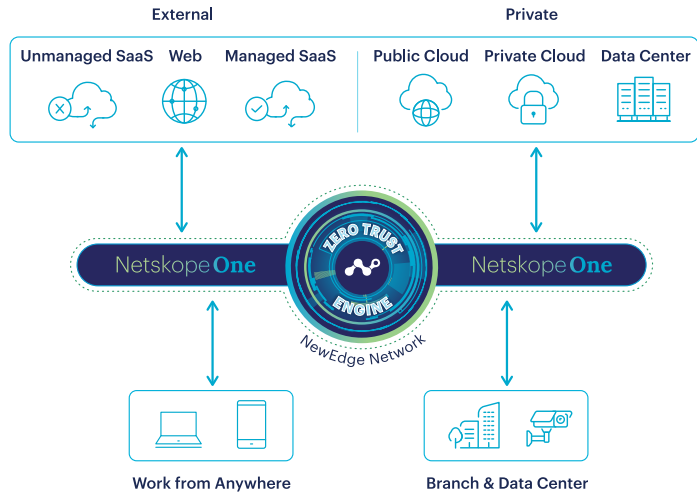 External
Private
Unmanaged SaaS
Web
Managed SaaS
Public Cloud
Private Cloud
Data Center
Netskope One
ZERO TRUST
ENGINE
Netskope One
NewEdge Network
Work from Anywhere
Branch & Data Center